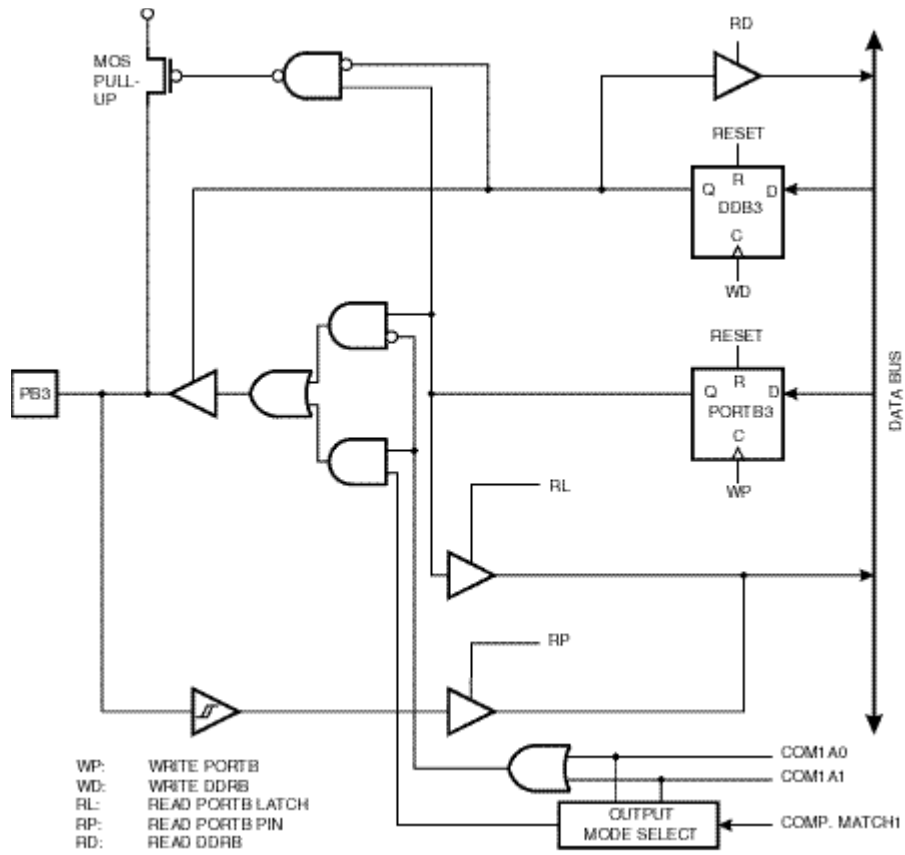 RD
MOS
PULL-
UP
RESET
R
Q
D
DDB3
C
WD
RESET
R
Q
D
PORTB3
C
WP
PB3
DATA BUS
RL
RP
COM1A0
COM1A1
OUTPUT
MODE SELECT
COMP. MATCH1
WP: WRITE PORTB
WD: WRITE DDRB
RL: READ PORTB LATCH
RP: READ PORTB PIN
RD: READ DDRB